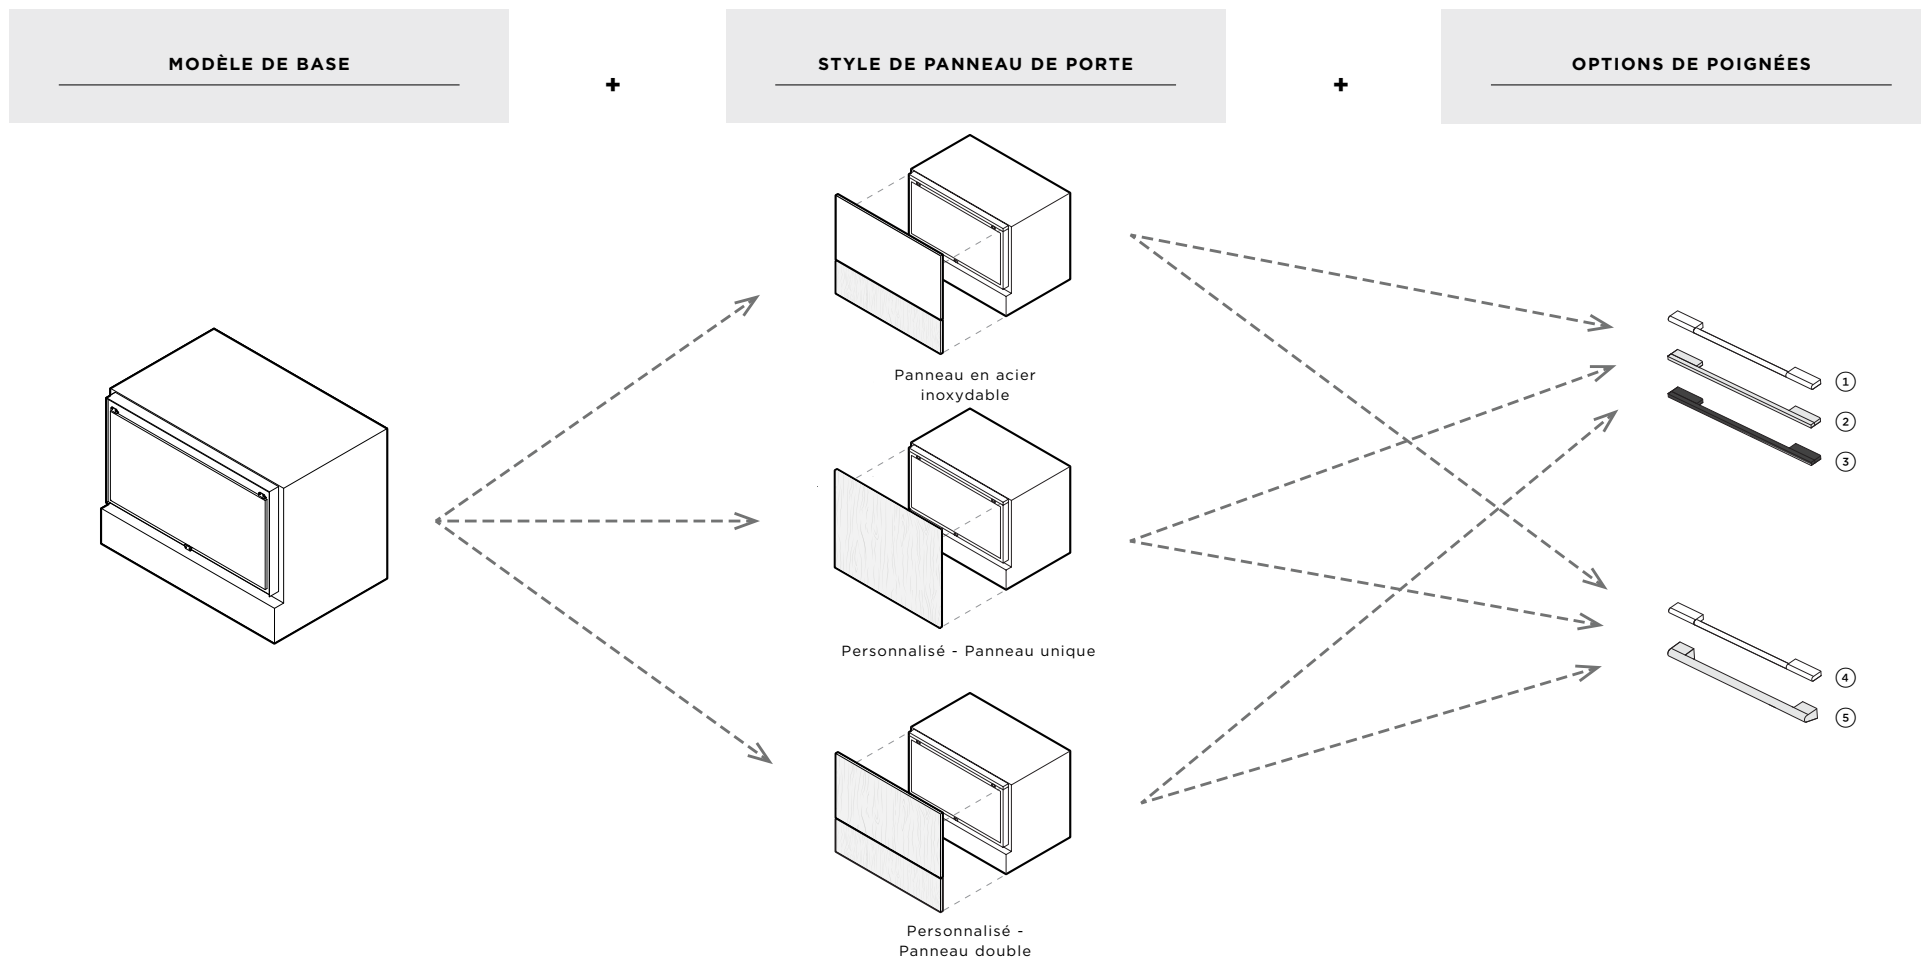 MODÈLE DE BASE
+
STYLE DE PANNEAU DE PORTE
+
OPTIONS DE POIGNÉES
Panneau en acier
inoxydable
Personnalisé - Panneau unique
Personnalisé -
Panneau double
1
2
3
4
5